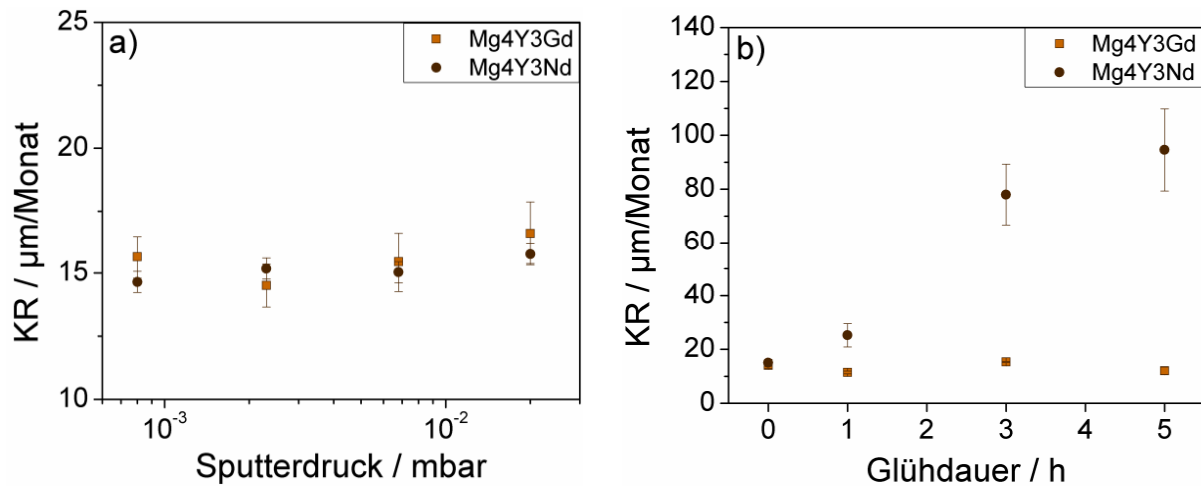 a)
Mg4Y3Gd
Mg4Y3Nd
25
20
15
10
KR / µm/Monat
10-3
10-2
Sputterdruck / mbar
b)
Mg4Y3Gd
Mg4Y3Nd
140
120
100
80
60
40
20
0
KR / µm/Monat
0 1 2 3 4 5
Glühdauer / h